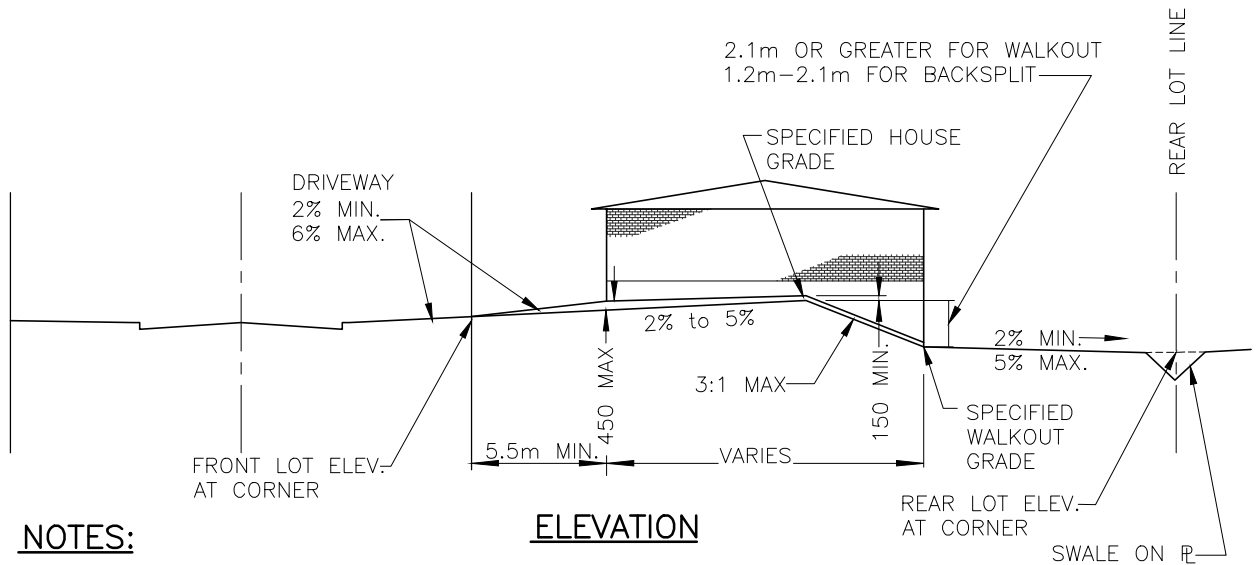 2.1m OR GREATER FOR WALKOUT
1.2m-2.1m FOR BACKSPLIT
REAR LOT LINE
SPECIFIED HOUSE
GRADE
DRIVEWAY
2% MIN.
6% MAX.
2% to 5%
2% MIN.
5% MAX.
3:1 MAX
450 MAX
150 MIN.
SPECIFIED
WALKOUT
GRADE
5.5m MIN.
VARIES
FRONT LOT ELEV.
AT CORNER
REAR LOT ELEV.
AT CORNER
SWALE ON ⅊
NOTES:
ELEVATION